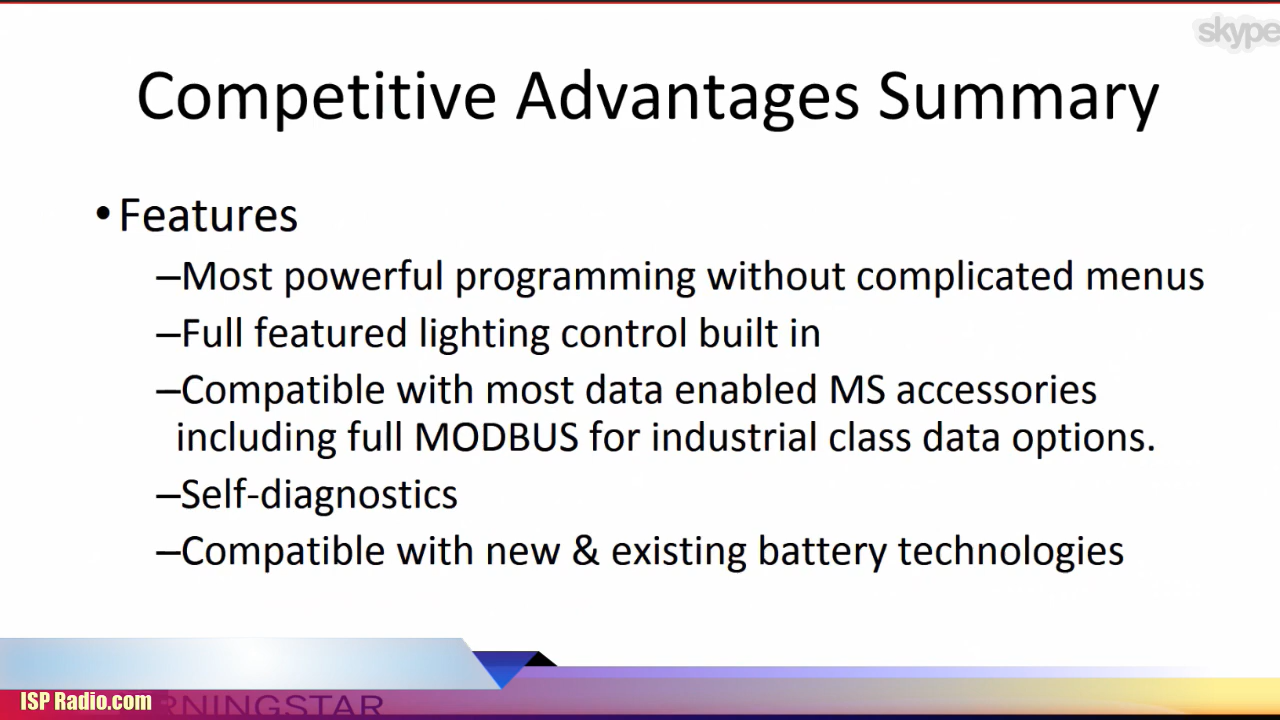 skype
Competitive Advantages Summary
•Features
–Most powerful programming without complicated menus
–Full featured lighting control built in
–Compatible with most data enabled MS accessories
including full MODBUS for industrial class data options.
–Self-diagnostics
–Compatible with new & existing battery technologies
ISP Radio.com RNINGSTAR